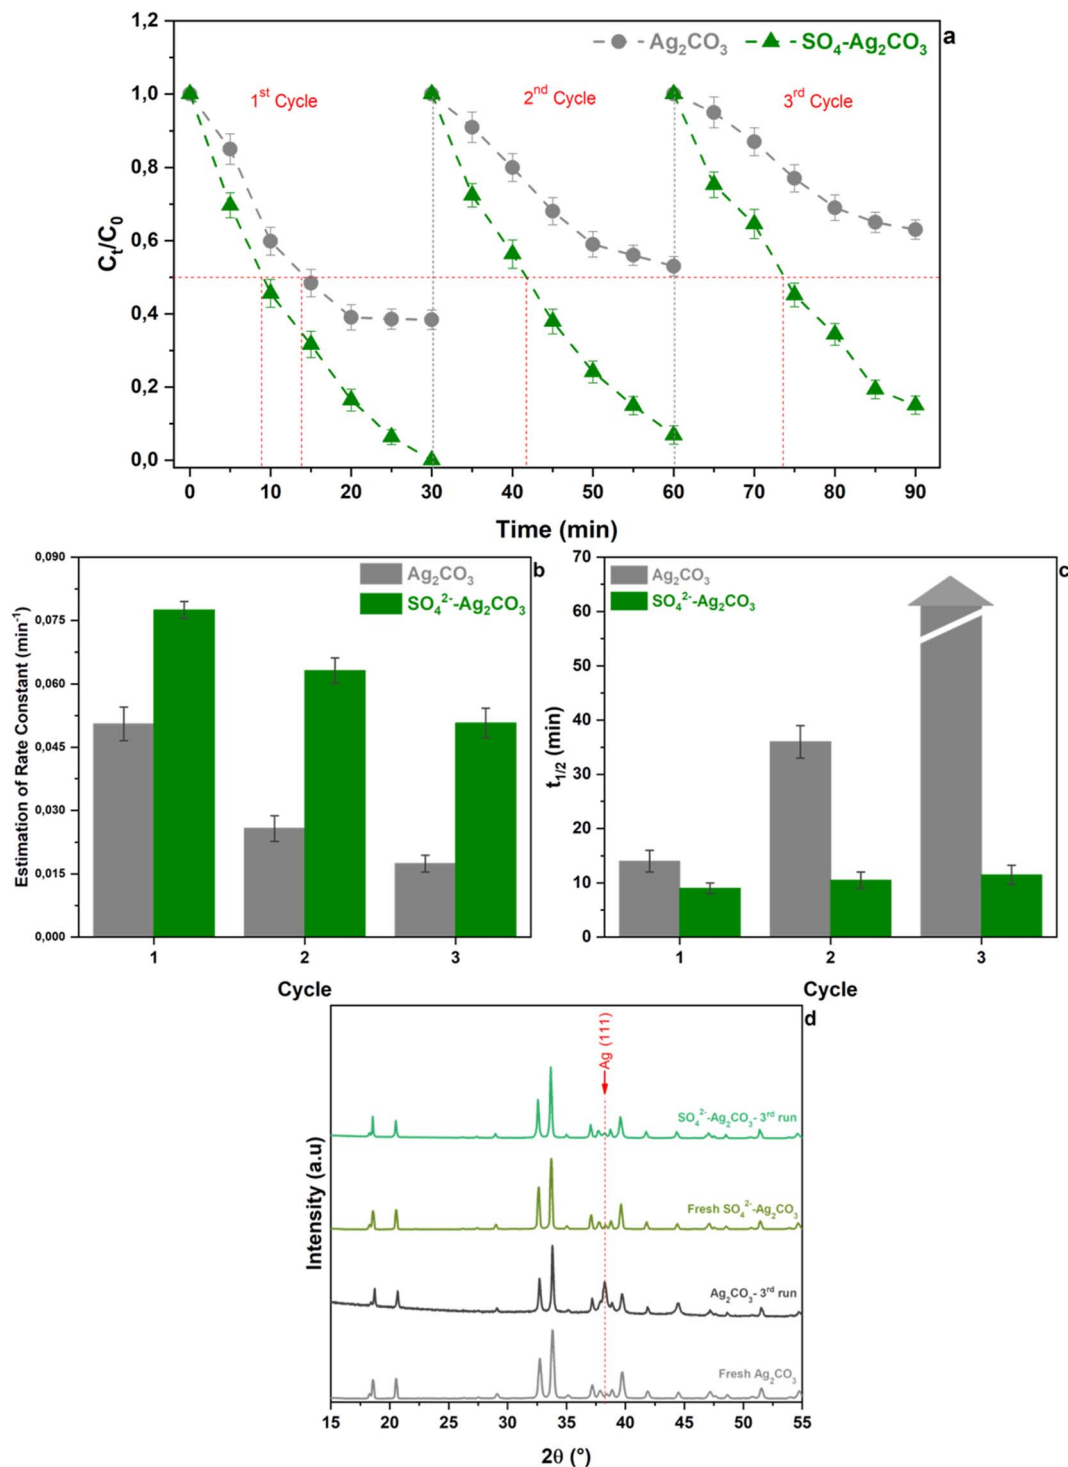 1,2
Ag₂CO₃ SO₄-Ag₂CO₃ a
1,0
1ˢᵗ Cycle 2ⁿᵈ Cycle 3ʳᵈ Cycle
0,8
0,6
0,4
0,2
0,0
Cₜ/C₀
0 10 20 30 40 50 60 70 80 90
Time (min)
0,090
0,075
0,060
0,045
0,030
0,015
0,000
Estimation of Rate Constant (min⁻¹)
Ag₂CO₃ b
SO₄²⁻-Ag₂CO₃
1 2 3
Cycle
70
60
50
40
30
20
10
0
t₁/₂ (min)
Ag₂CO₃ c
SO₄²⁻-Ag₂CO₃
1 2 3
Cycle
d
Ag (111)
SO₄²⁻-Ag₂CO₃- 3ʳᵈ run
Fresh SO₄²⁻-Ag₂CO₃
Ag₂CO₃- 3ʳᵈ run
Fresh Ag₂CO₃
Intensity (a.u)
15 20 25 30 35 40 45 50 55
2θ (°)